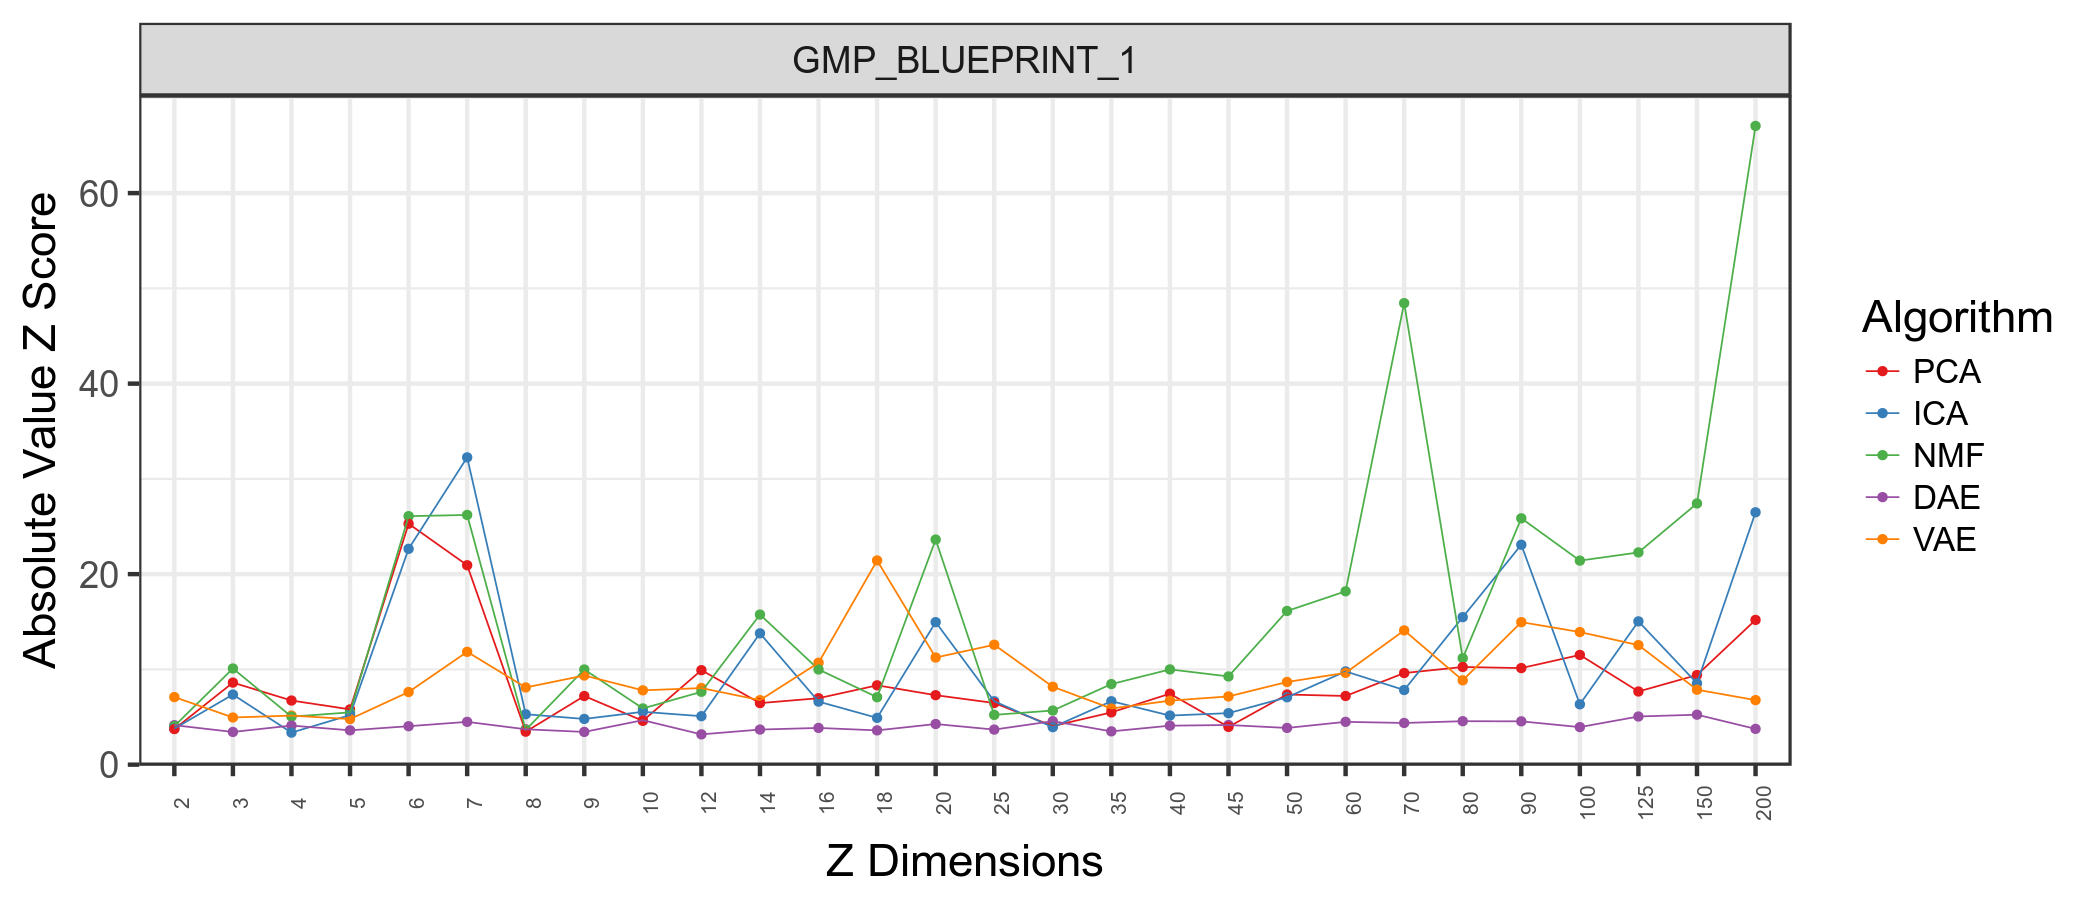 GMP_BLUEPRINT_1
Absolute Value Z Score
60
40
20
0
2 3 4 5 6 7 8 9 10 12 14 16 18 20 25 30 35 40 45 50 60 70 80 90 100 125 150 200
Z Dimensions
Algorithm
PCA
ICA
NMF
DAE
VAE